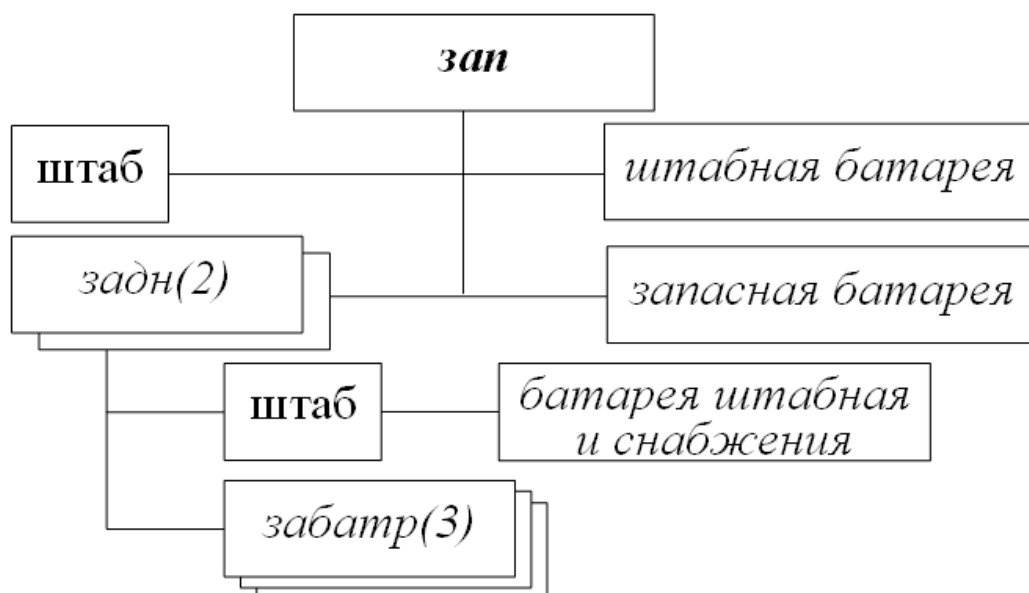 зап
штаб
штабная батарея
задн(2)
запасная батарея
штаб
батарея штабная
и снабжения
забатр(3)